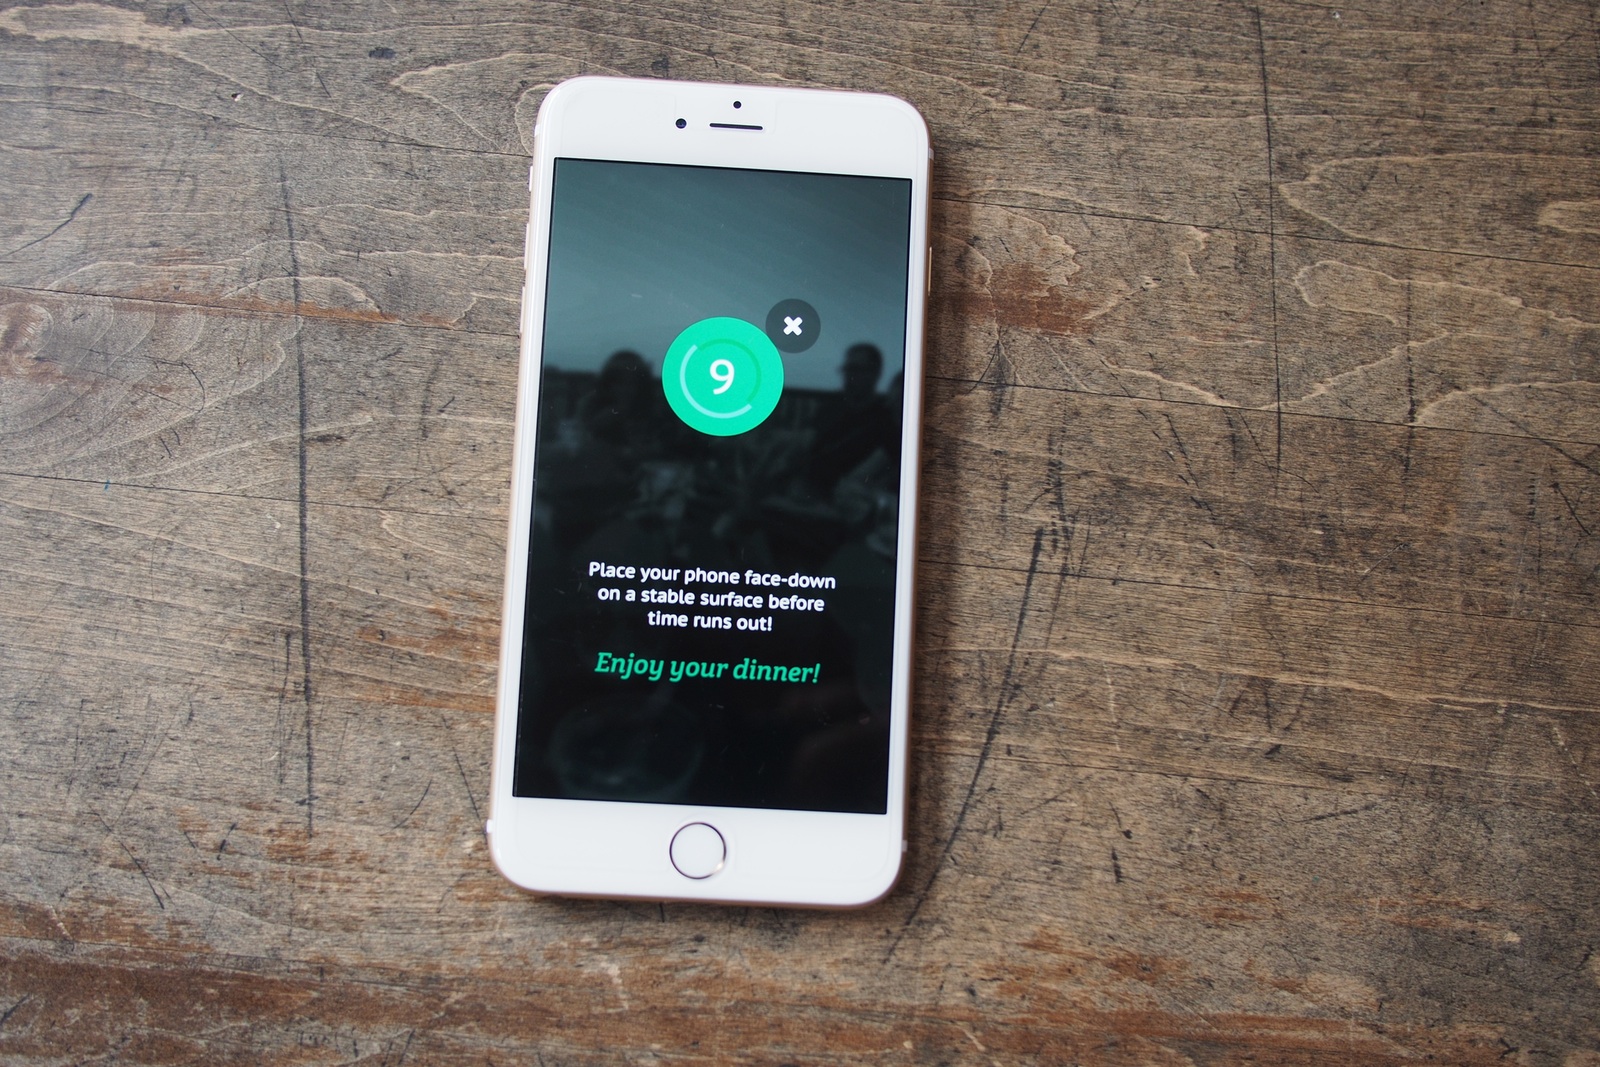 9
Place your phone face-down
on a stable surface before
time runs out!
Enjoy your dinner!